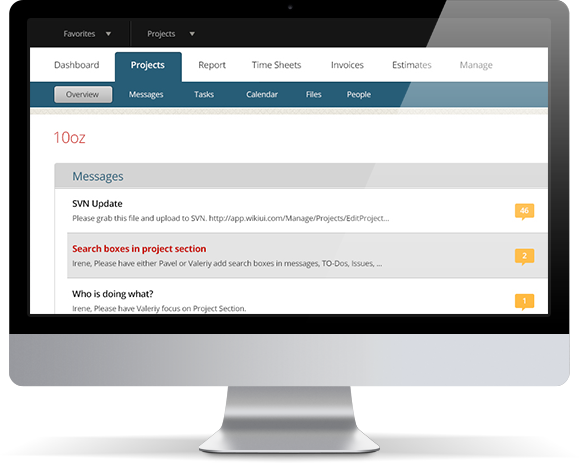 Favorites Projects
Dashboard Projects Report Time Sheets Invoices Estimates Manage
Overview Messages Tasks Calendar Files People
10oz
Messages
SVN Update
Please grab this file and upload to SVN. http://app.wikiui.com/Manage/Projects/EditProject...
46
Search boxes in project section
Irene, Please have either Pavel or Valeriy add search boxes in messages, TO-Dos, Issues, ...
2
Who is doing what?
Irene, Please have Valeriy focus on Project Section.
1